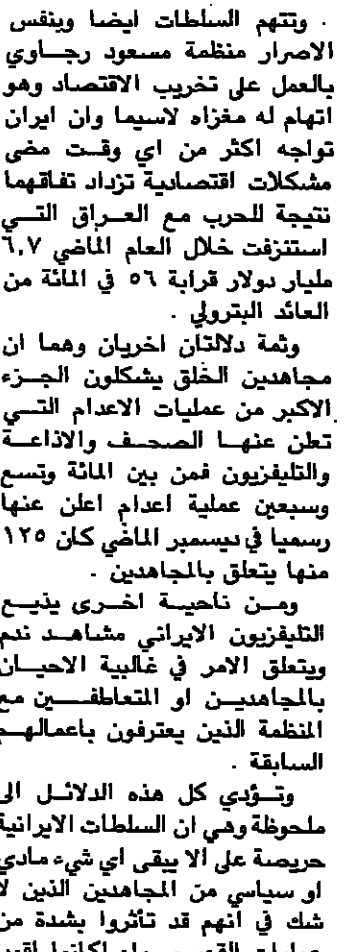 . وتتهم السلطات ايضا وبنفس
الاصرار منظمة مسعود رجاوي
بالعمل على تخريب الاقتصاد وهو
اتهام له مغزاه لاسيما وان ايران
تواجه اكثر من اي وقت مضى
مشكلات اقتصادية تزداد تفاقهما
نتيجة للحرب مع العراق التي
استنزفت خلال العام الماضي ٦,٧
مليار دولار قرابة ٥٦ في المائة من
العائد البترولي .
وثمة دلالتان اخريان وهما ان
مجاهدين الخلق يشكلون الجزء
الاكبر من عمليات الاعدام التي
تعلن عنها الصحف والاذاعة
والتليفزيون فمن بين المائة وتسع
وسبعين عملية اعدام اعلن عنها
رسميا في ديسمبر الماضي كان ١٢٥
منها يتعلق بالمجاهدين .
ومن ناحية اخرى يذيع
التليفزيون الايراني مشاهد ندم
ويتعلق الامر في غالبية الاحيان
بالمجاهدين او المتعاطفين مع
المنظمة الذين يعترفون باعمالهم
السابقة .
وتؤدي كل هذه الدلائل الى
ملحوظة وهي ان السلطات الايرانية
حريصة على الا يبقى اي شيء مادي
او سياسي من المجاهدين الذين لا
شك في انهم قد تأثروا بشدة من